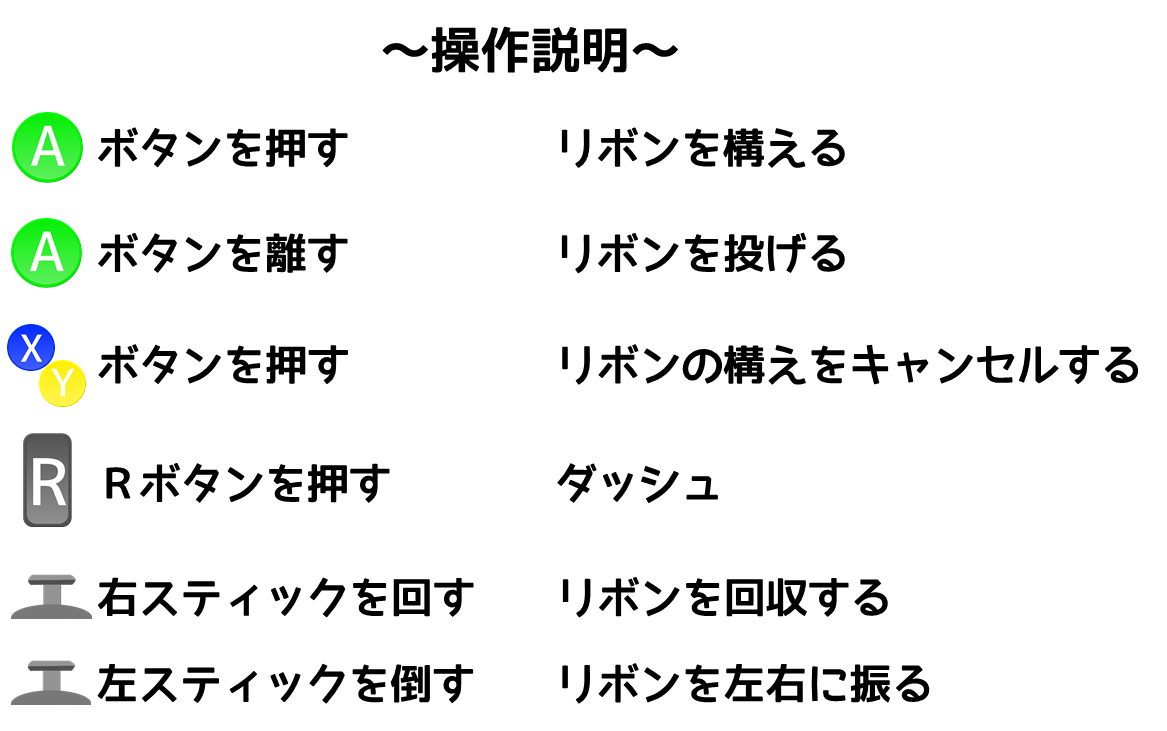 ～操作説明～
A ボタンを押す リボンを構える
A ボタンを離す リボンを投げる
X Y ボタンを押す リボンの構えをキャンセルする
R Rボタンを押す ダッシュ
右スティックを回す リボンを回収する
左スティックを倒す リボンを左右に振る